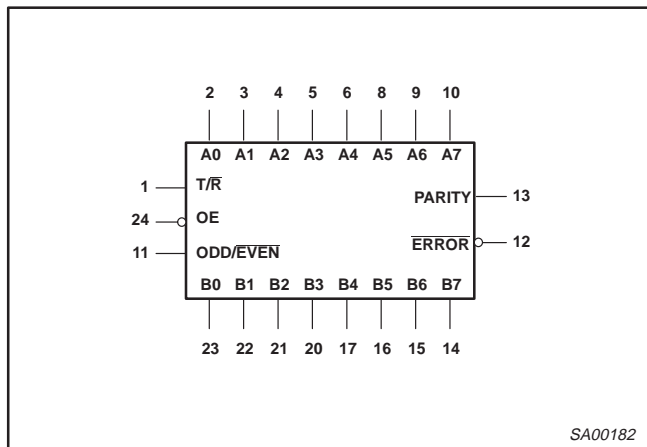 2 3 4 5 6 8 9 10
A0 A1 A2 A3 A4 A5 A6 A7
1 T/R̅
PARITY 13
24 OE
11 ODD/E̅V̅E̅N̅
E̅R̅R̅O̅R̅ 12
B0 B1 B2 B3 B4 B5 B6 B7
23 22 21 20 17 16 15 14
SA00182